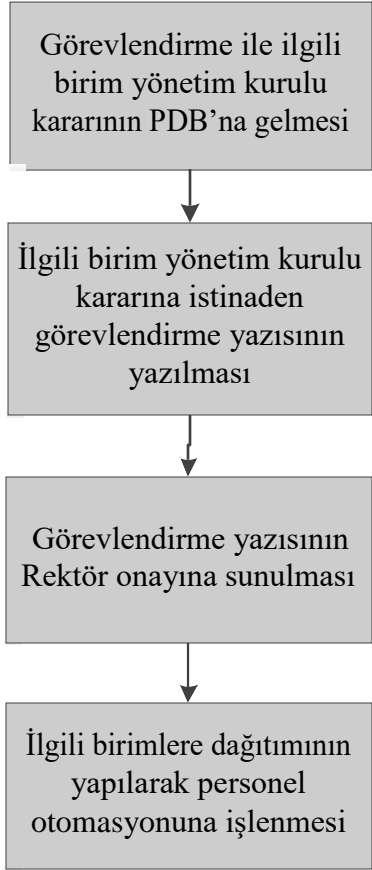 Görevlendirme ile ilgili
birim yönetim kurulu
kararının PDB’na gelmesi
İlgili birim yönetim kurulu
kararına istinaden
görevlendirme yazısının
yazılması
Görevlendirme yazısının
Rektör onayına sunulması
İlgili birimlere dağıtımının
yapılarak personel
otomasyonuna işlenmesi